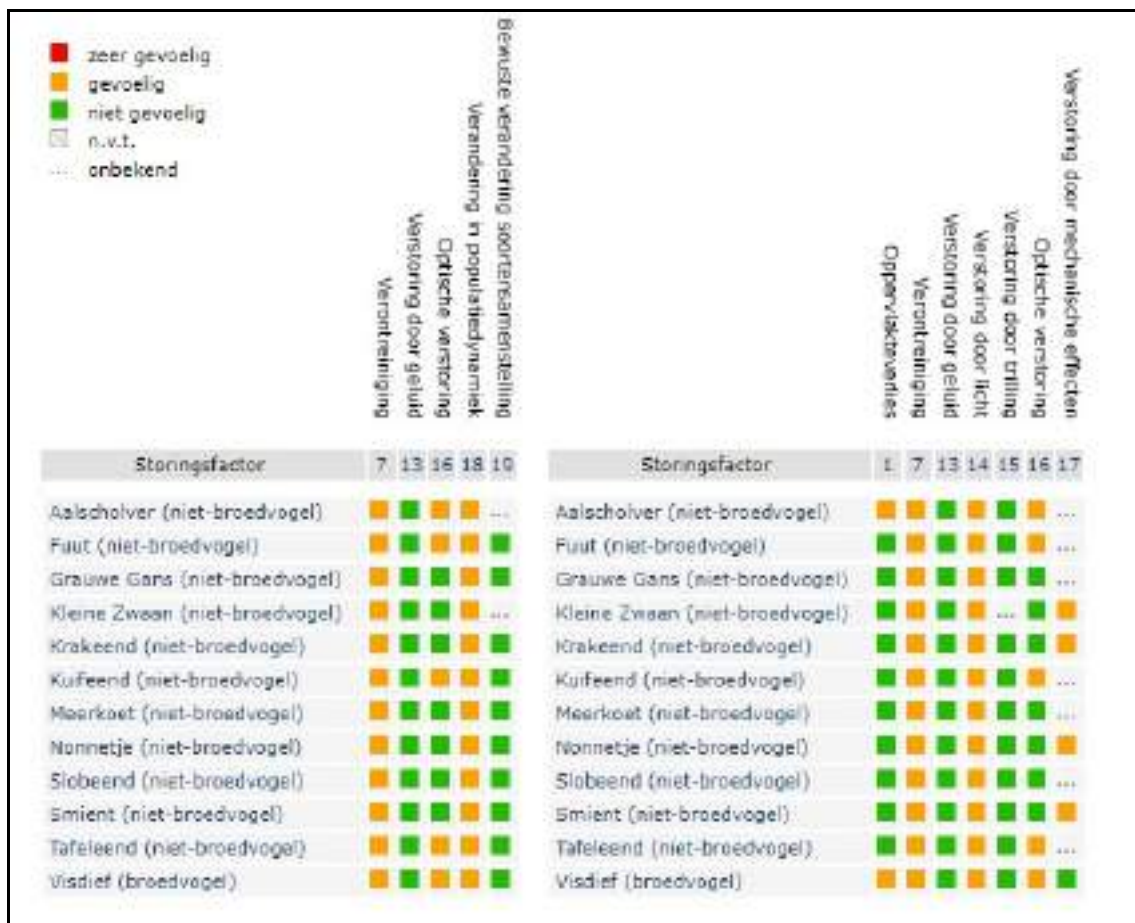 zeer gevoelig
gevoelig
niet gevoelig
n.v.t.
... onbekend
Verontreiniging
Verstoring door geluid
Optische verstoring
Verandering in populatiedynamiek
Bewuste verandering soortensamenstelling
Storingsfactor 7 13 16 18 19
Aalscholver (niet-broedvogel) ...
Fuut (niet-broedvogel)
Grauwe Gans (niet-broedvogel)
Kleine Zwaan (niet-broedvogel) ...
Krakeend (niet-broedvogel)
Kuifeend (niet-broedvogel)
Meerkoet (niet-broedvogel)
Nonnetje (niet-broedvogel)
Slobeend (niet-broedvogel)
Smient (niet-broedvogel)
Tafeleend (niet-broedvogel)
Visdief (broedvogel)
Oppervlakteverlies
Verontreiniging
Verstoring door geluid
Verstoring door licht
Verstoring door trilling
Optische verstoring
Verstoring door mechanische effecten
Storingsfactor 1 7 13 14 15 16 17
Aalscholver (niet-broedvogel) ...
Fuut (niet-broedvogel) ...
Grauwe Gans (niet-broedvogel) ...
Kleine Zwaan (niet-broedvogel) ...
Krakeend (niet-broedvogel)
Kuifeend (niet-broedvogel) ...
Meerkoet (niet-broedvogel) ...
Nonnetje (niet-broedvogel)
Slobeend (niet-broedvogel) ...
Smient (niet-broedvogel)
Tafeleend (niet-broedvogel) ...
Visdief (broedvogel)